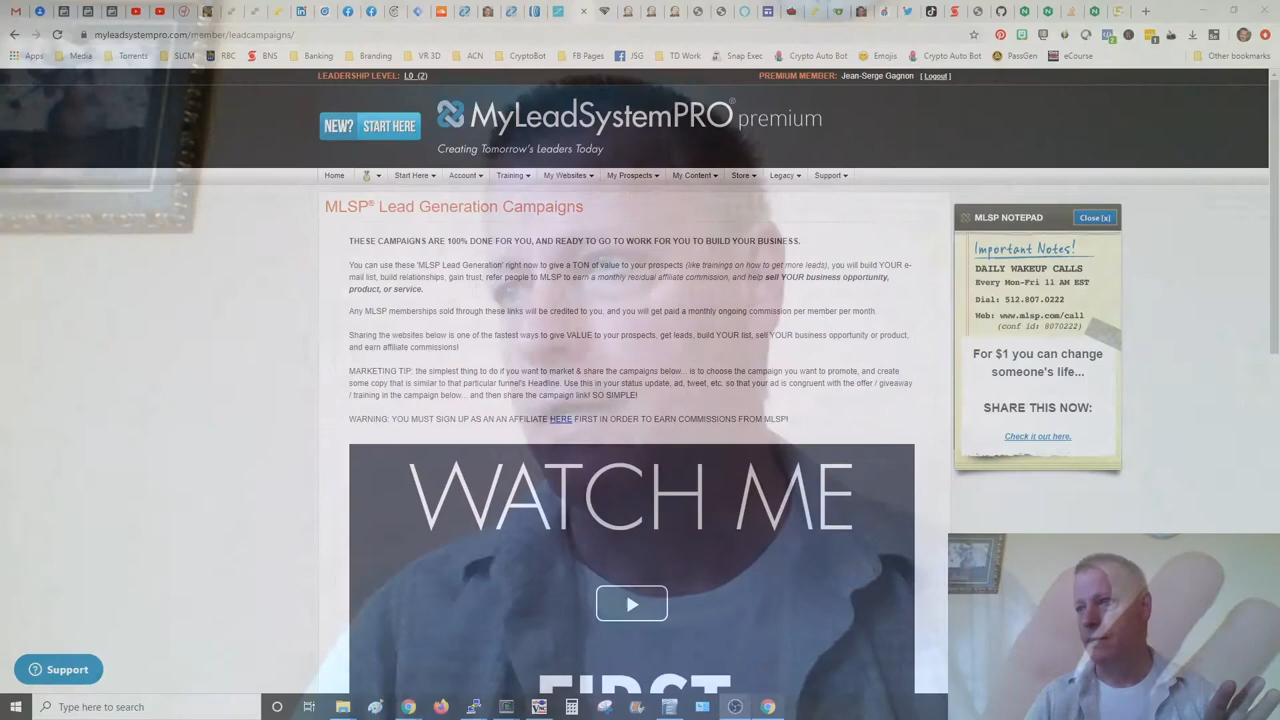 myleadsystempro.com/member/leadcampaigns/
Apps Media Torrents SLCM RBC BNS Banking Branding VR 3D ACN CryptoBot FB Pages JSG TD Work Snap Exec Crypto Auto Bot Emojis Crypto Auto Bot PassGen eCourse Other bookmarks
LEADERSHIP LEVEL: L0 (2)
PREMIUM MEMBER: Jean-Serge Gagnon [ Logout ]
NEW? START HERE
MyLeadSystemPRO® premium
Creating Tomorrow's Leaders Today
Home Start Here Account Training My Websites My Prospects My Content Store Legacy Support
MLSP® Lead Generation Campaigns
THESE CAMPAIGNS ARE 100% DONE FOR YOU, AND READY TO GO TO WORK FOR YOU TO BUILD YOUR BUSINESS.
You can use these 'MLSP Lead Generation' right now to give a TON of value to your prospects (like trainings on how to get more leads), you will build YOUR e-
mail list, build relationships, gain trust, refer people to MLSP to earn a monthly residual affiliate commission, and help sell YOUR business opportunity,
product, or service.
Any MLSP memberships sold through these links will be credited to you, and you will get paid a monthly ongoing commission per member per month.
Sharing the websites below is one of the fastest ways to give VALUE to your prospects, get leads, build YOUR list, sell YOUR business opportunity or product,
and earn affiliate commissions!
MARKETING TIP: the simplest thing to do if you want to market & share the campaigns below... is to choose the campaign you want to promote, and create
some copy that is similar to that particular funnel's Headline. Use this in your status update, ad, tweet, etc. so that your ad is congruent with the offer / giveaway
/ training in the campaign below... and then share the campaign link! SO SIMPLE!
WARNING: YOU MUST SIGN UP AS AN AN AFFILIATE HERE FIRST IN ORDER TO EARN COMMISSIONS FROM MLSP!
WATCH ME
FIRST
MLSP NOTEPAD Close [x]
Important Notes!
DAILY WAKEUP CALLS
Every Mon-Fri 11 AM EST
Dial: 512.807.0222
Web: www.mlsp.com/call
(conf id: 8070222)
For $1 you can change
someone's life...
SHARE THIS NOW:
Check it out here.
Support
Type here to search